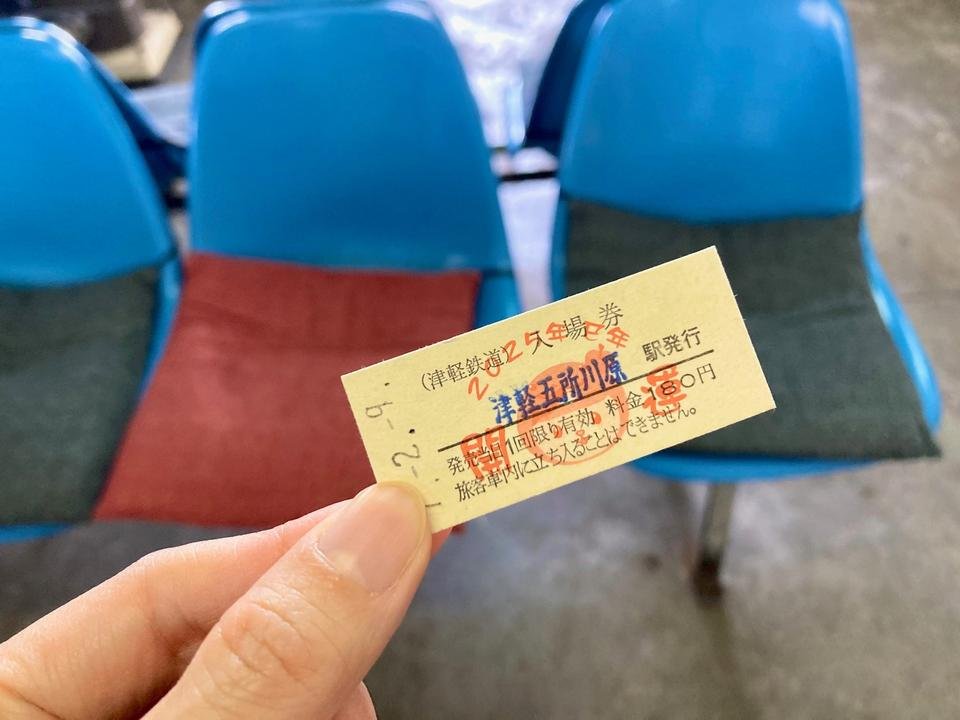 (津軽鉄道) 入場券
2025年 巳年
津軽五所川原 駅発行
発売当日1回限り有効 料金180円
旅客車内に立ち入ることはできません。